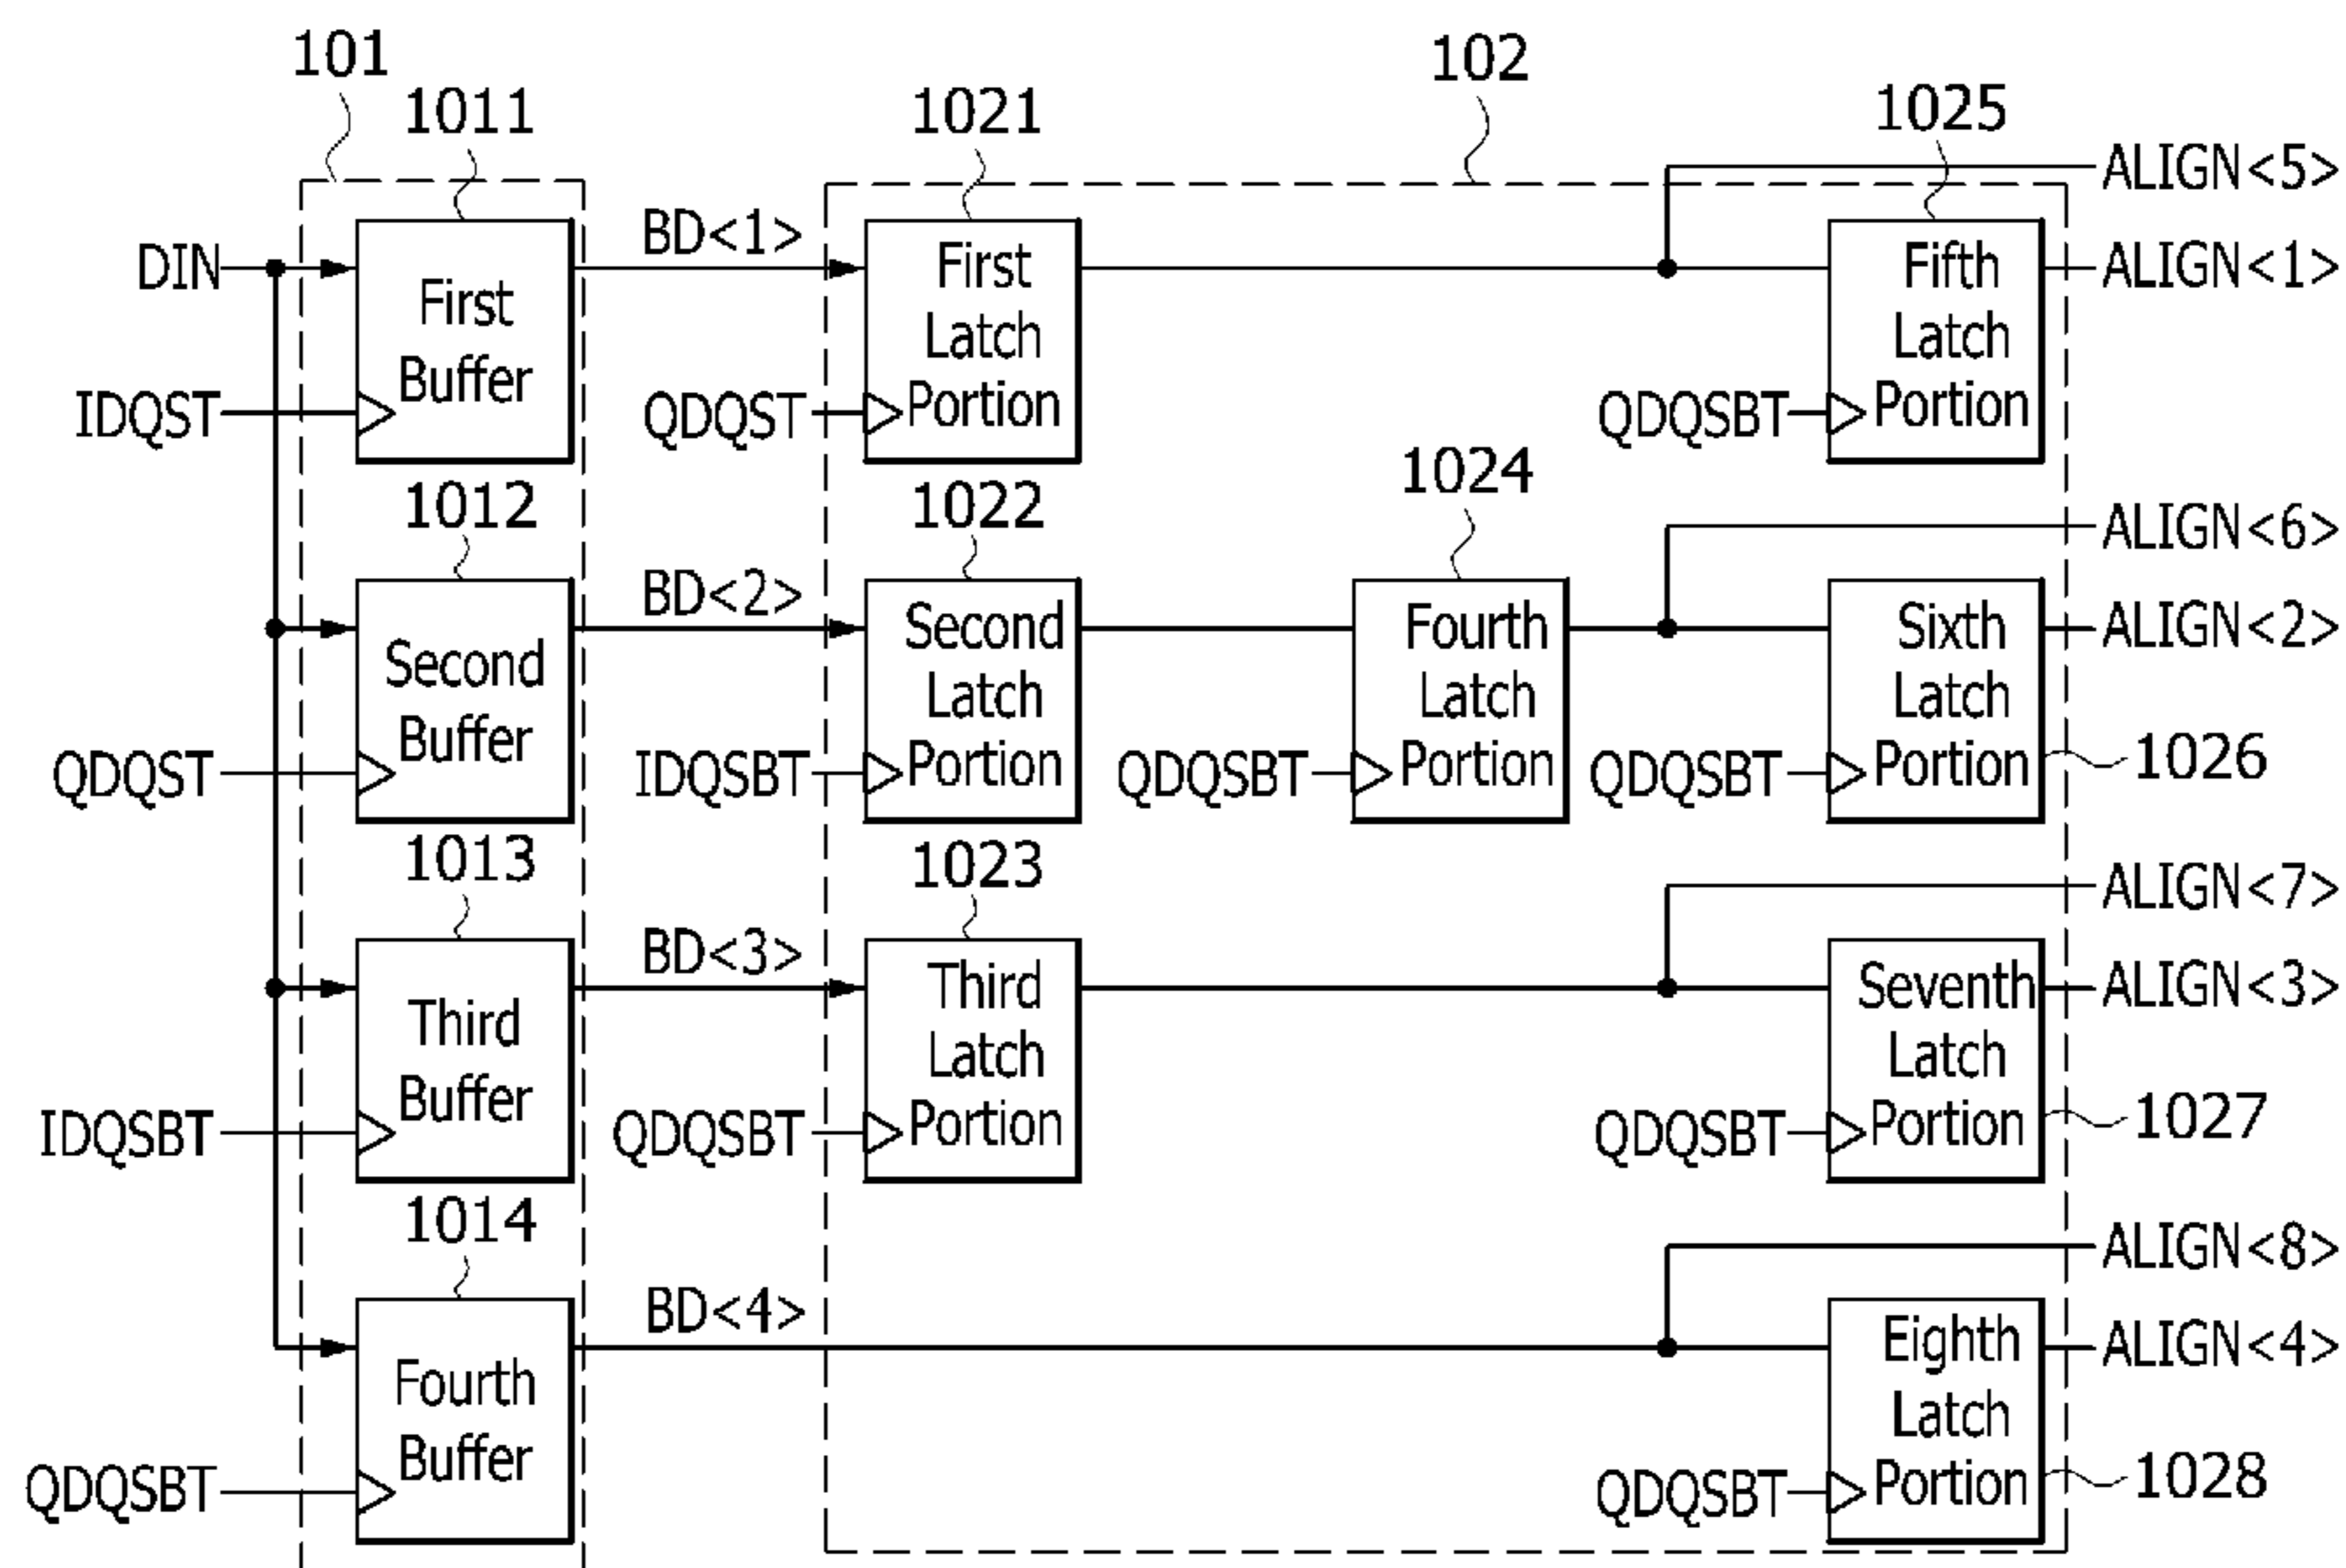 101
1011
1021
102
1025
ALIGN<5>
DIN
First
Buffer
BD<1>
First
Latch
Portion
Fifth
Latch
Portion
ALIGN<1>
IDQST
QDQST
QDQSBT
1012
1022
1024
ALIGN<6>
Second
Buffer
BD<2>
Second
Latch
Portion
Fourth
Latch
Portion
Sixth
Latch
Portion
ALIGN<2>
QDQST
IDQSBT
QDQSBT
QDQSBT
1026
1013
1023
ALIGN<7>
Third
Buffer
BD<3>
Third
Latch
Portion
Seventh
Latch
Portion
ALIGN<3>
IDQSBT
QDQSBT
QDQSBT
1027
1014
ALIGN<8>
Fourth
Buffer
BD<4>
Eighth
Latch
Portion
ALIGN<4>
QDQSBT
QDQSBT
1028